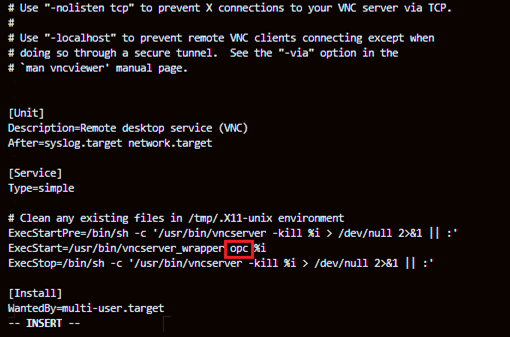 # Use "-nolisten tcp" to prevent X connections to your VNC server via TCP.
#
# Use "-localhost" to prevent remote VNC clients connecting except when
# doing so through a secure tunnel.  See the "-via" option in the
# `man vncviewer' manual page.
[Unit]
Description=Remote desktop service (VNC)
After=syslog.target network.target
[Service]
Type=simple
# Clean any existing files in /tmp/.X11-unix environment
ExecStartPre=/bin/sh -c '/usr/bin/vncserver -kill %i > /dev/null 2>&1 || :'
ExecStart=/usr/bin/vncserver_wrapper opc %i
ExecStop=/bin/sh -c '/usr/bin/vncserver -kill %i > /dev/null 2>&1 || :'
[Install]
WantedBy=multi-user.target
-- INSERT --